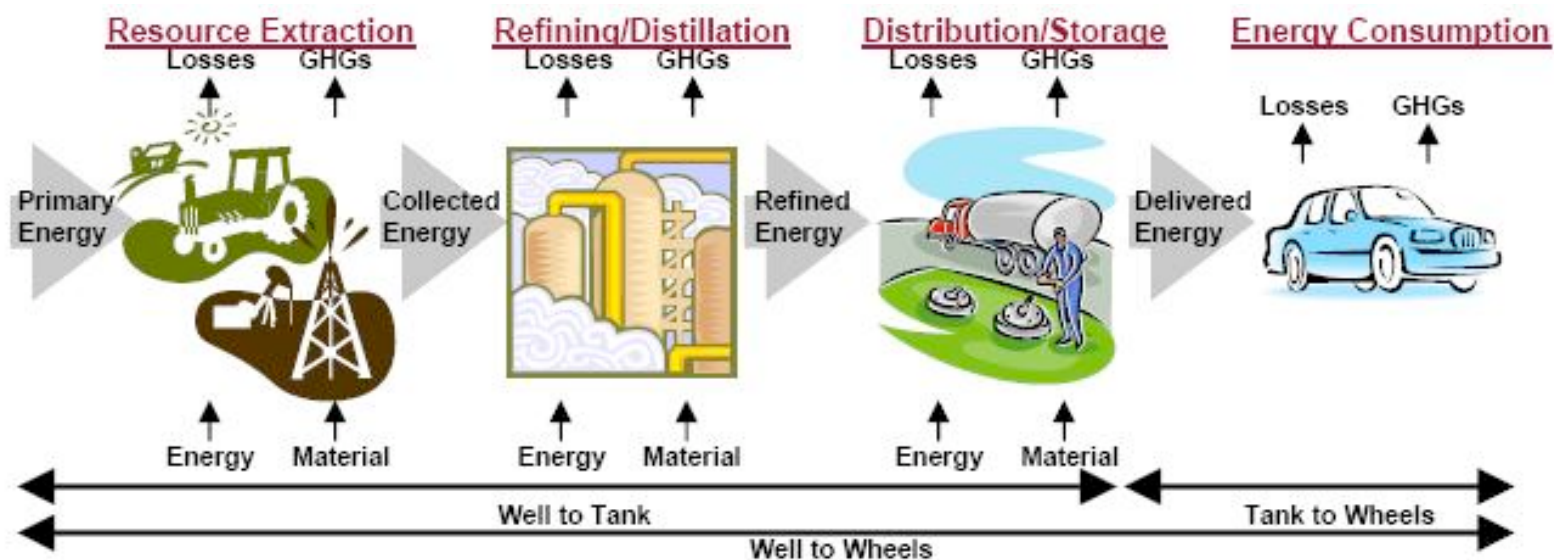 Resource Extraction
Refining/Distillation
Distribution/Storage
Energy Consumption
Losses
GHGs
Losses
GHGs
Losses
GHGs
Losses
GHGs
Primary
Energy
Collected
Energy
Refined
Energy
Delivered
Energy
Energy
Material
Energy
Material
Energy
Material
Well to Tank
Tank to Wheels
Well to Wheels